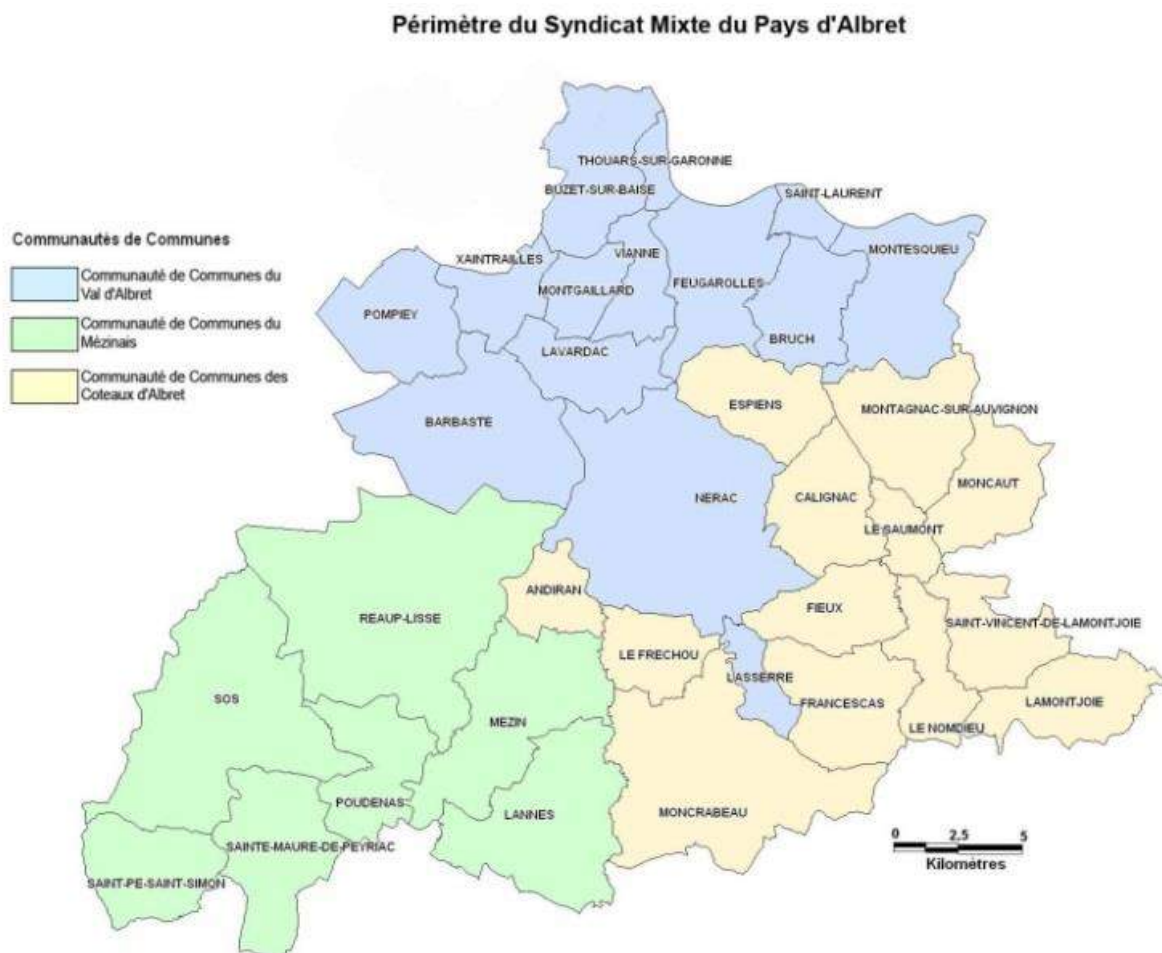 Périmètre du Syndicat Mixte du Pays d'Albret
Communautés de Communes
Communauté de Communes du
Val d'Albret
Communauté de Communes du
Mézinais
Communauté de Communes des
Coteaux d'Albret
THOUARS-SUR-GARONNE
BUZET-SUR-BAISE
SAINT-LAURENT
XAINTRAILLES
VIANNE
MONTESQUIEU
MONTGAILLARD
FEUGAROLLES
POMPIEY
BRUCH
LAVARDAC
ESPIENS
MONTAGNAC-SUR-AUVIGNON
BARBASTE
MONCAUT
NERAC
CALIGNAC
LE SAUMONT
ANDIRAN
FIEUX
REAUP-LISSE
SAINT-VINCENT-DE-LAMONTJOIE
LE FRECHOU
LASSERRE
SOS
FRANCESCAS
LAMONTJOIE
MEZIN
LE NOMDIEU
POUDENAS
LANNES
MONCRABEAU
SAINTE-MAURE-DE-PEYRIAC
SAINT-PE-SAINT-SIMON
0 2.5 5
Kilomètres